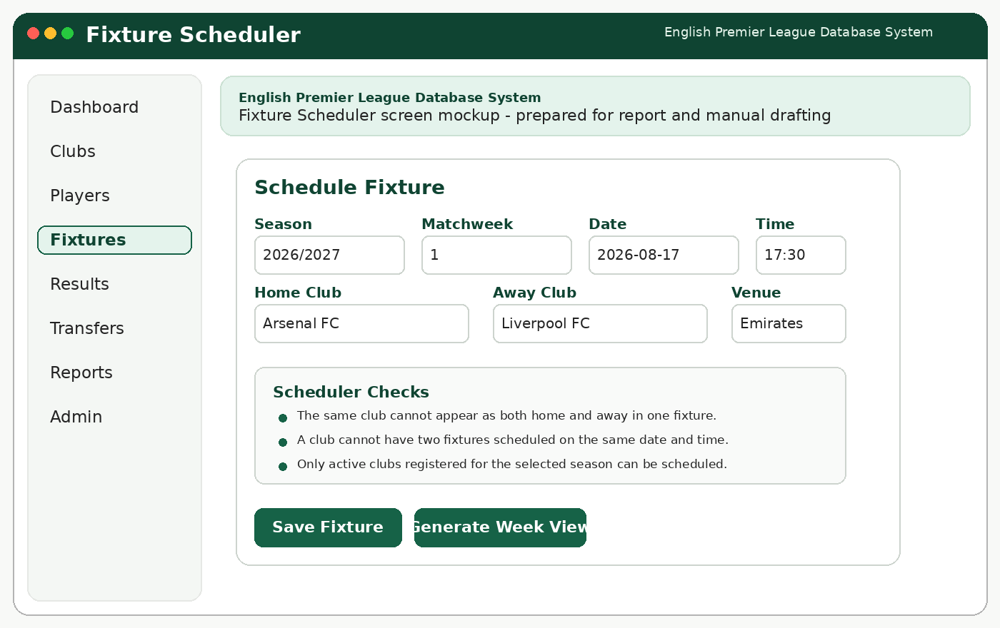 Fixture Scheduler
English Premier League Database System
Dashboard
Clubs
Players
Fixtures
Results
Transfers
Reports
Admin
English Premier League Database System
Fixture Scheduler screen mockup - prepared for report and manual drafting
Schedule Fixture
Season Matchweek Date Time
2026/2027 1 2026-08-17 17:30
Home Club Away Club Venue
Arsenal FC Liverpool FC Emirates
Scheduler Checks
The same club cannot appear as both home and away in one fixture.
A club cannot have two fixtures scheduled on the same date and time.
Only active clubs registered for the selected season can be scheduled.
Save Fixture Generate Week View